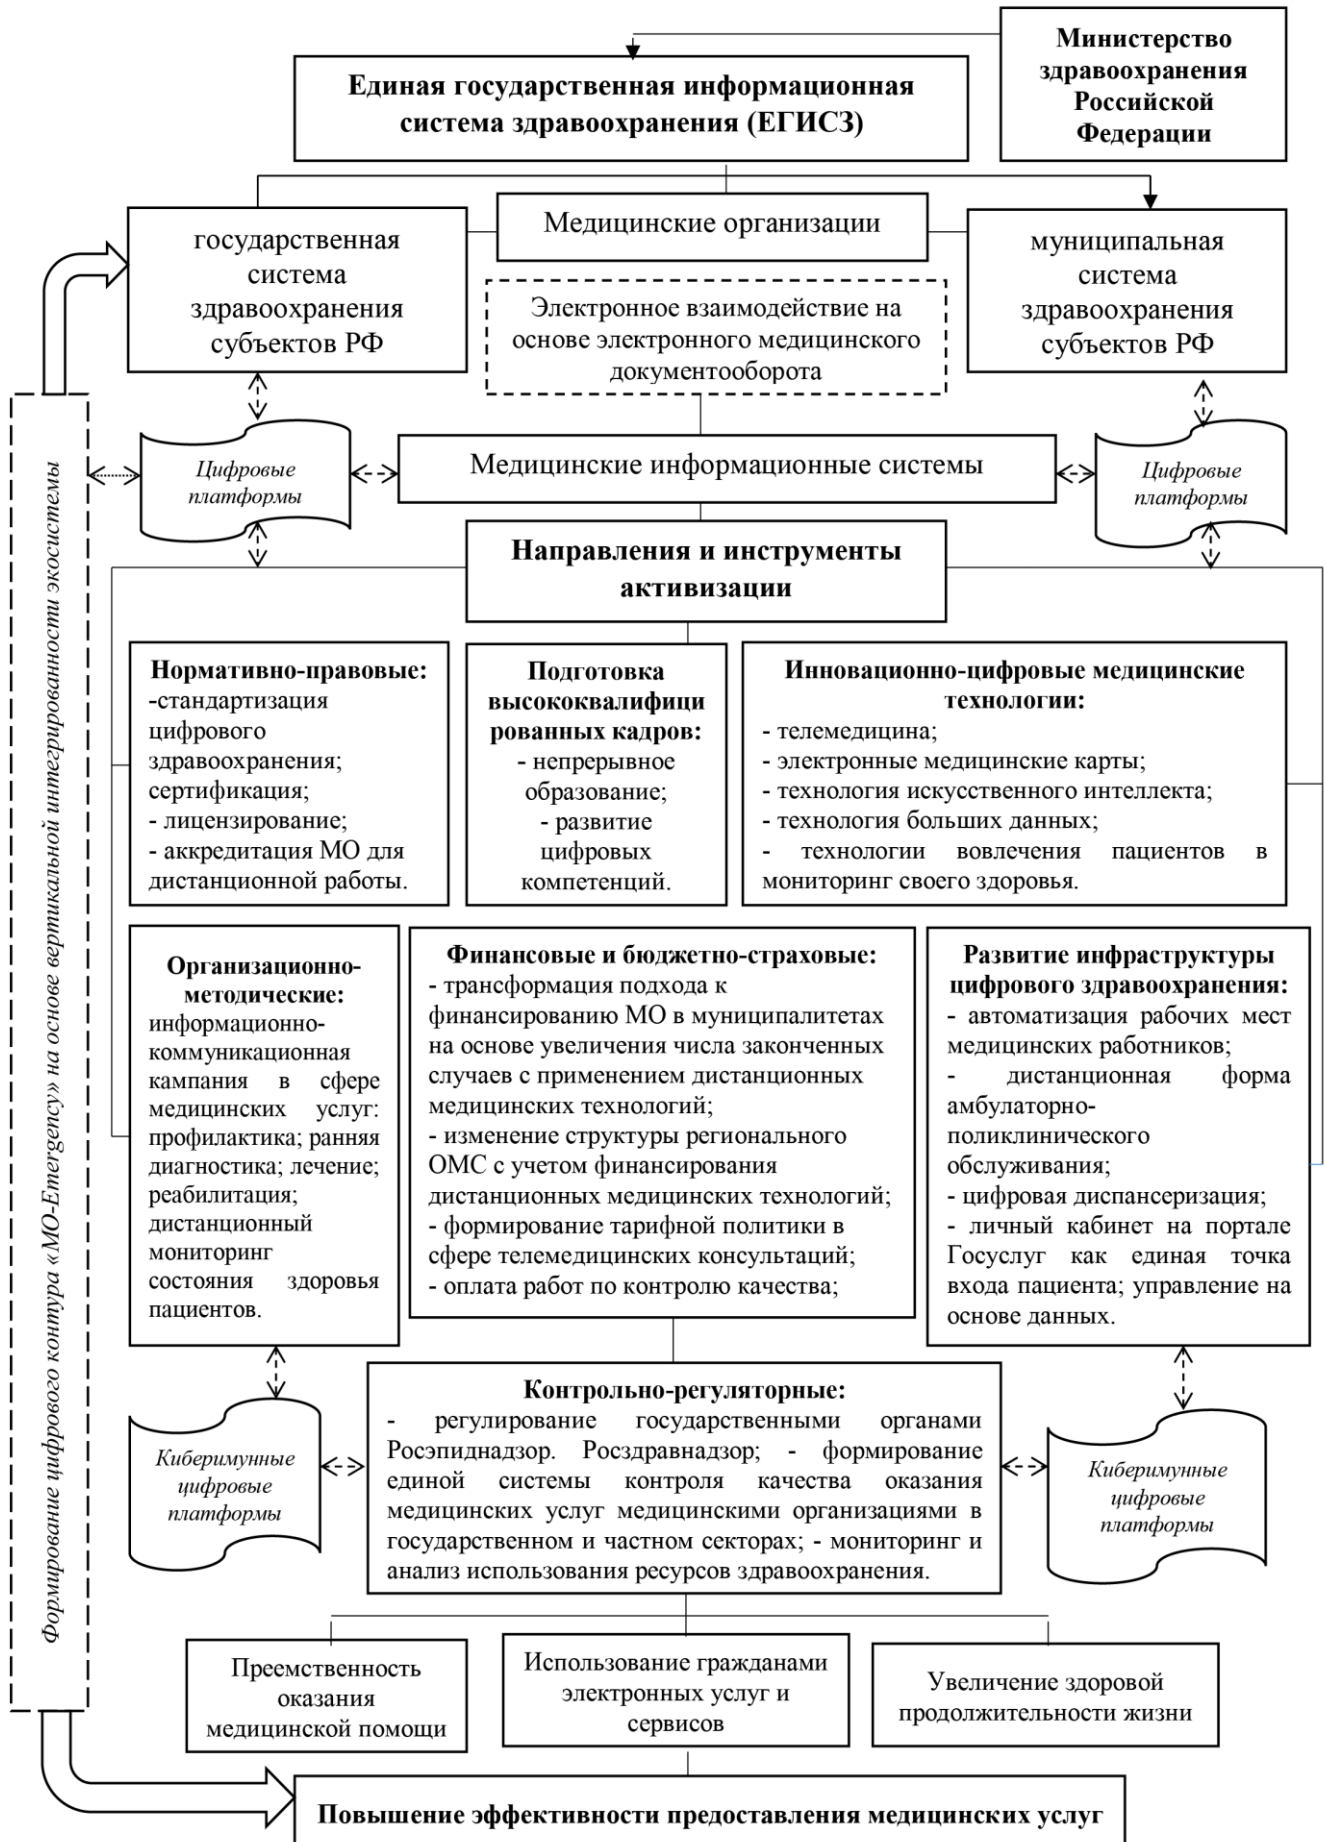 Министерство
здравоохранения
Российской
Федерации
Единая государственная информационная
система здравоохранения (ЕГИСЗ)
Медицинские организации
государственная
система
здравоохранения
субъектов РФ
муниципальная
система
здравоохранения
субъектов РФ
Электронное взаимодействие на
основе электронного медицинского
документооборота
Формирование цифрового контура «MO-Emergency» на основе вертикальной интегрированности экосистемы
Цифровые
платформы
Медицинские информационные системы
Цифровые
платформы
Направления и инструменты
активизации
Нормативно-правовые:
-стандартизация
цифрового
здравоохранения;
сертификация;
- лицензирование;
- аккредитация МО для
дистанционной работы.
Подготовка
высококвалифици
рованных кадров:
- непрерывное
образование;
- развитие
цифровых
компетенций.
Инновационно-цифровые медицинские
технологии:
- телемедицина;
- электронные медицинские карты;
- технология искусственного интеллекта;
- технология больших данных;
- технологии вовлечения пациентов в
мониторинг своего здоровья.
Организационно-
методические:
информационно-
коммуникационная
кампания в сфере
медицинских услуг:
профилактика; ранняя
диагностика; лечение;
реабилитация;
дистанционный
мониторинг
состояния здоровья
пациентов.
Финансовые и бюджетно-страховые:
- трансформация подхода к
финансированию МО в муниципалитетах
на основе увеличения числа законченных
случаев с применением дистанционных
медицинских технологий;
- изменение структуры регионального
ОМС с учетом финансирования
дистанционных медицинских технологий;
- формирование тарифной политики в
сфере телемедицинских консультаций;
- оплата работ по контролю качества;
Развитие инфраструктуры
цифрового здравоохранения:
- автоматизация рабочих мест
медицинских работников;
- дистанционная форма
амбулаторно-
поликлинического
обслуживания;
- цифровая диспансеризация;
- личный кабинет на портале
Госуслуг как единая точка
входа пациента; управление на
основе данных.
Киберимунные
цифровые
платформы
Контрольно-регуляторные:
- регулирование государственными органами
Росэпиднадзор. Росздравнадзор; - формирование
единой системы контроля качества оказания
медицинских услуг медицинскими организациями в
государственном и частном секторах; - мониторинг и
анализ использования ресурсов здравоохранения.
Киберимунные
цифровые
платформы
Преемственность
оказания
медицинской помощи
Использование гражданами
электронных услуг и
сервисов
Увеличение здоровой
продолжительности жизни
Повышение эффективности предоставления медицинских услуг